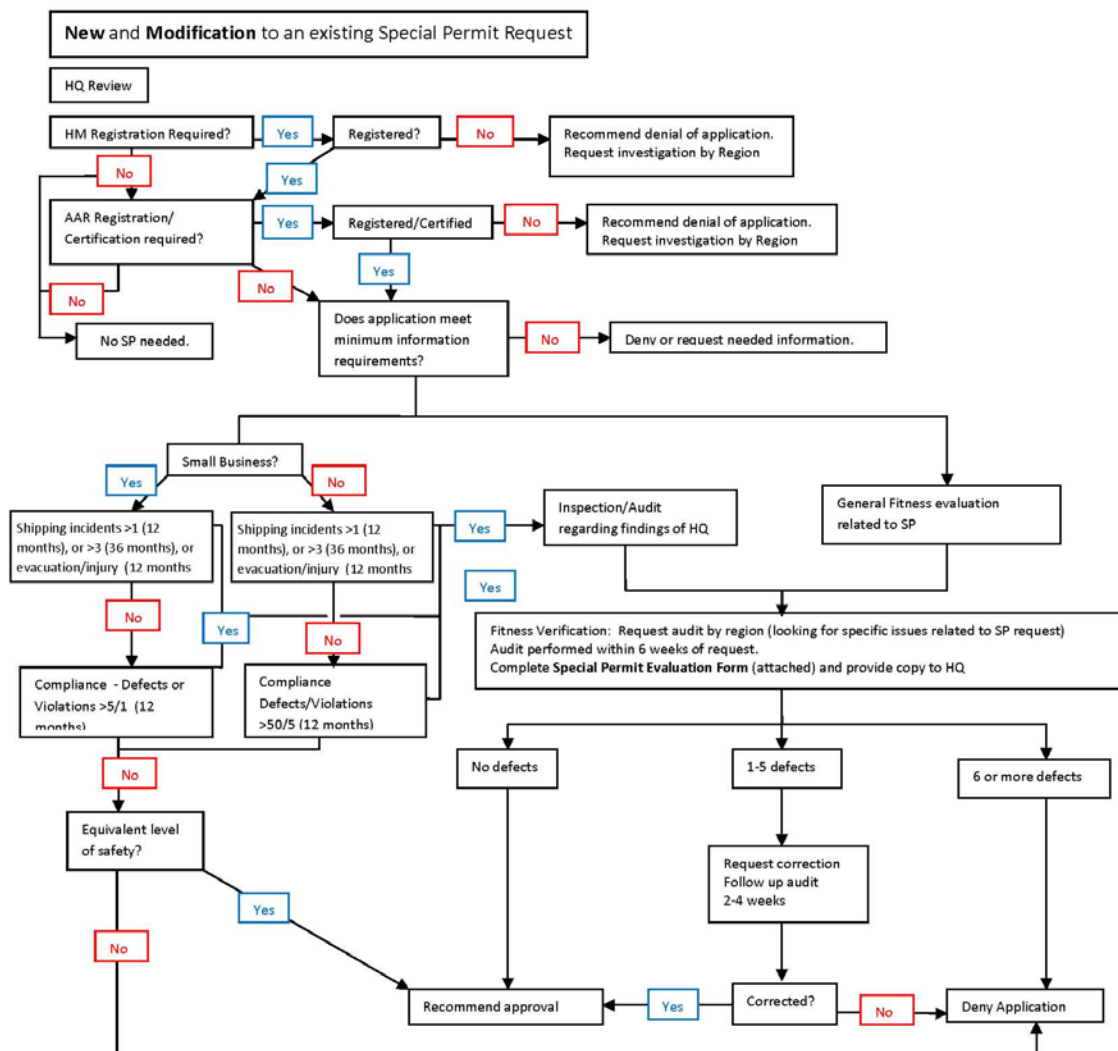 New and Modification to an existing Special Permit Request
HQ Review
HM Registration Required?
Yes
Registered?
No
Recommend denial of application.
Request investigation by Region
No
Yes
AAR Registration/
Certification required?
Yes
Registered/Certified
No
Recommend denial of application.
Request investigation by Region
No
No
Yes
No SP needed.
Does application meet
minimum information
requirements?
No
Denv or request needed information.
Small Business?
Yes
No
Shipping incidents >1 (12
months), or >3 (36 months), or
evacuation/injury (12 months
Shipping incidents >1 (12
months), or >3 (36 months), or
evacuation/injury (12 months
Yes
Inspection/Audit
regarding findings of HQ
General Fitness evaluation
related to SP
Yes
No
Yes
No
Fitness Verification: Request audit by region (looking for specific issues related to SP request)
Audit performed within 6 weeks of request.
Complete Special Permit Evaluation Form (attached) and provide copy to HQ
Compliance - Defects or
Violations >5/1 (12
months)
Compliance
Defects/Violations
>50/5 (12 months)
No
No defects
1-5 defects
6 or more defects
Equivalent level
of safety?
Request correction
Follow up audit
2-4 weeks
Yes
No
Recommend approval
Yes
Corrected?
No
Deny Application